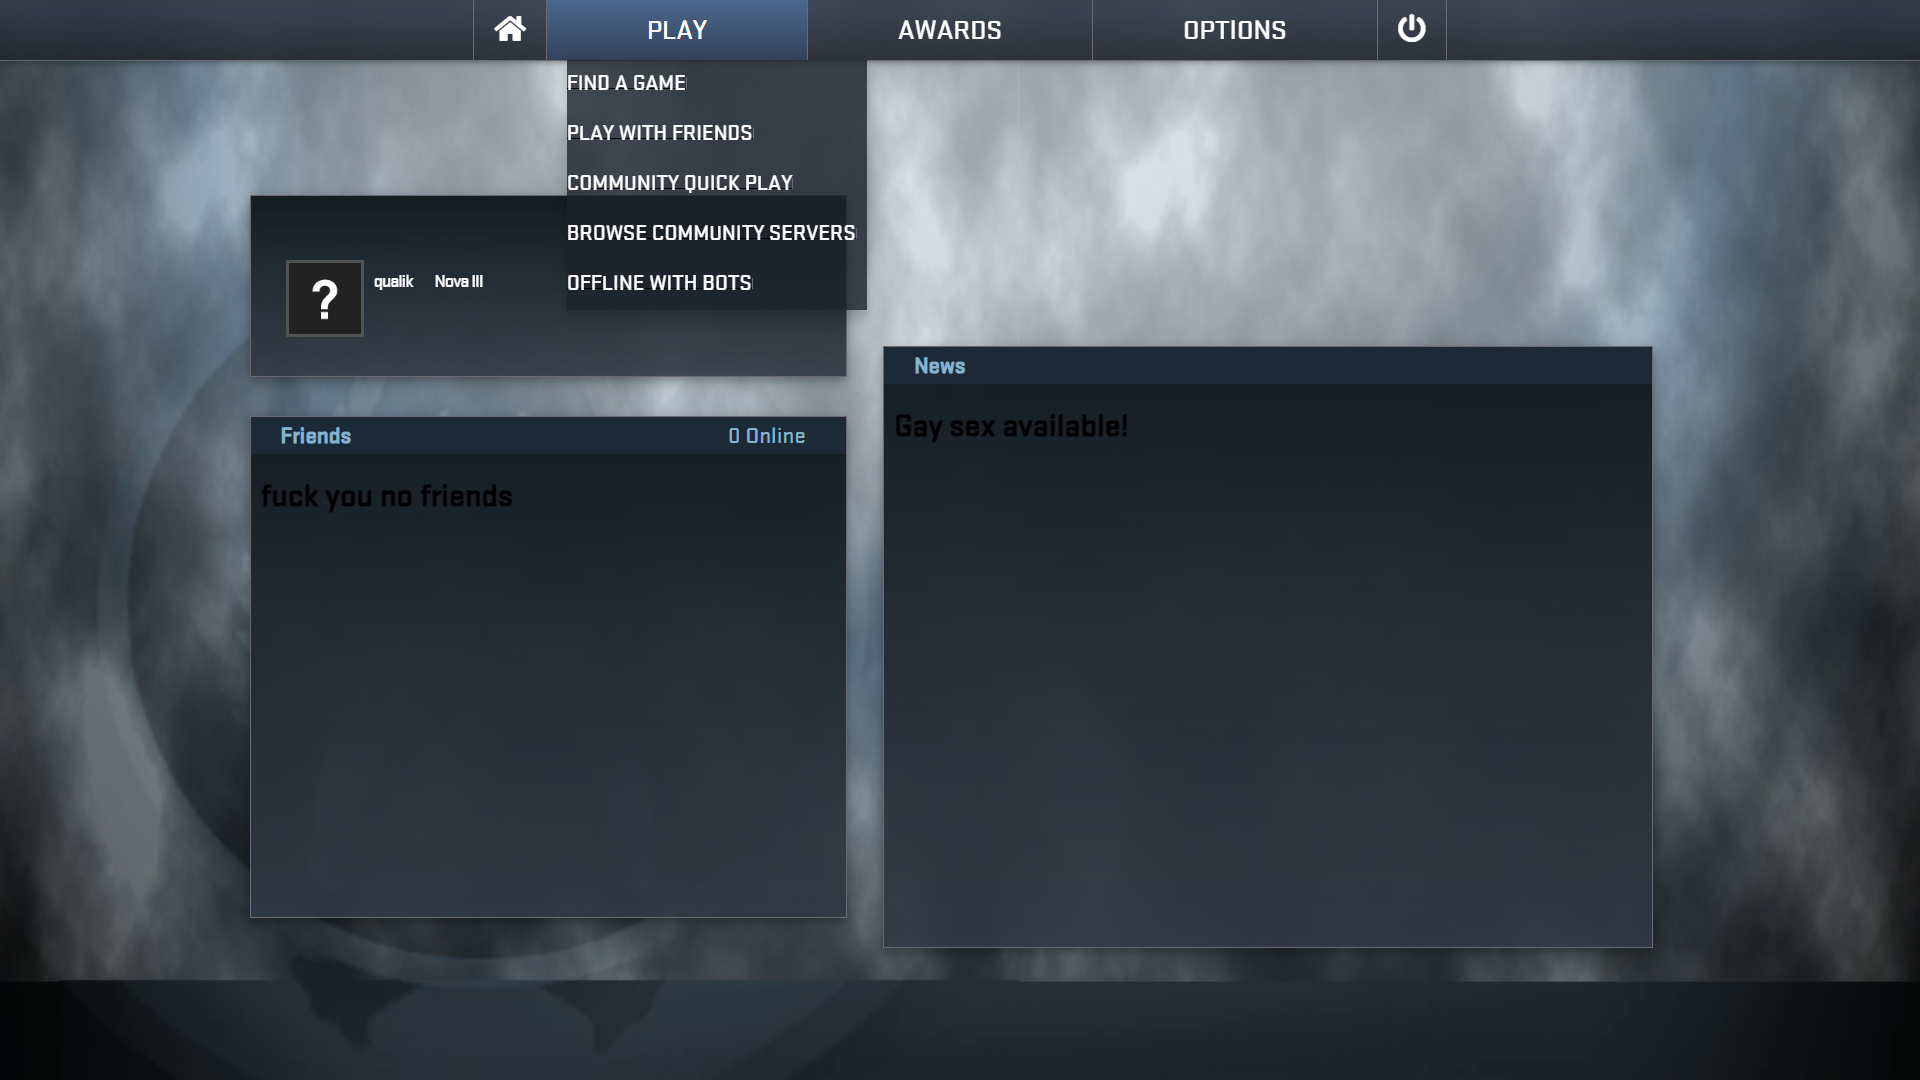 PLAY
AWARDS
OPTIONS
FIND A GAME
PLAY WITH FRIENDS
COMMUNITY QUICK PLAY
BROWSE COMMUNITY SERVERS
OFFLINE WITH BOTS
?
qualik Nova III
Friends 0 Online
fuck you no friends
News
Gay sex available!